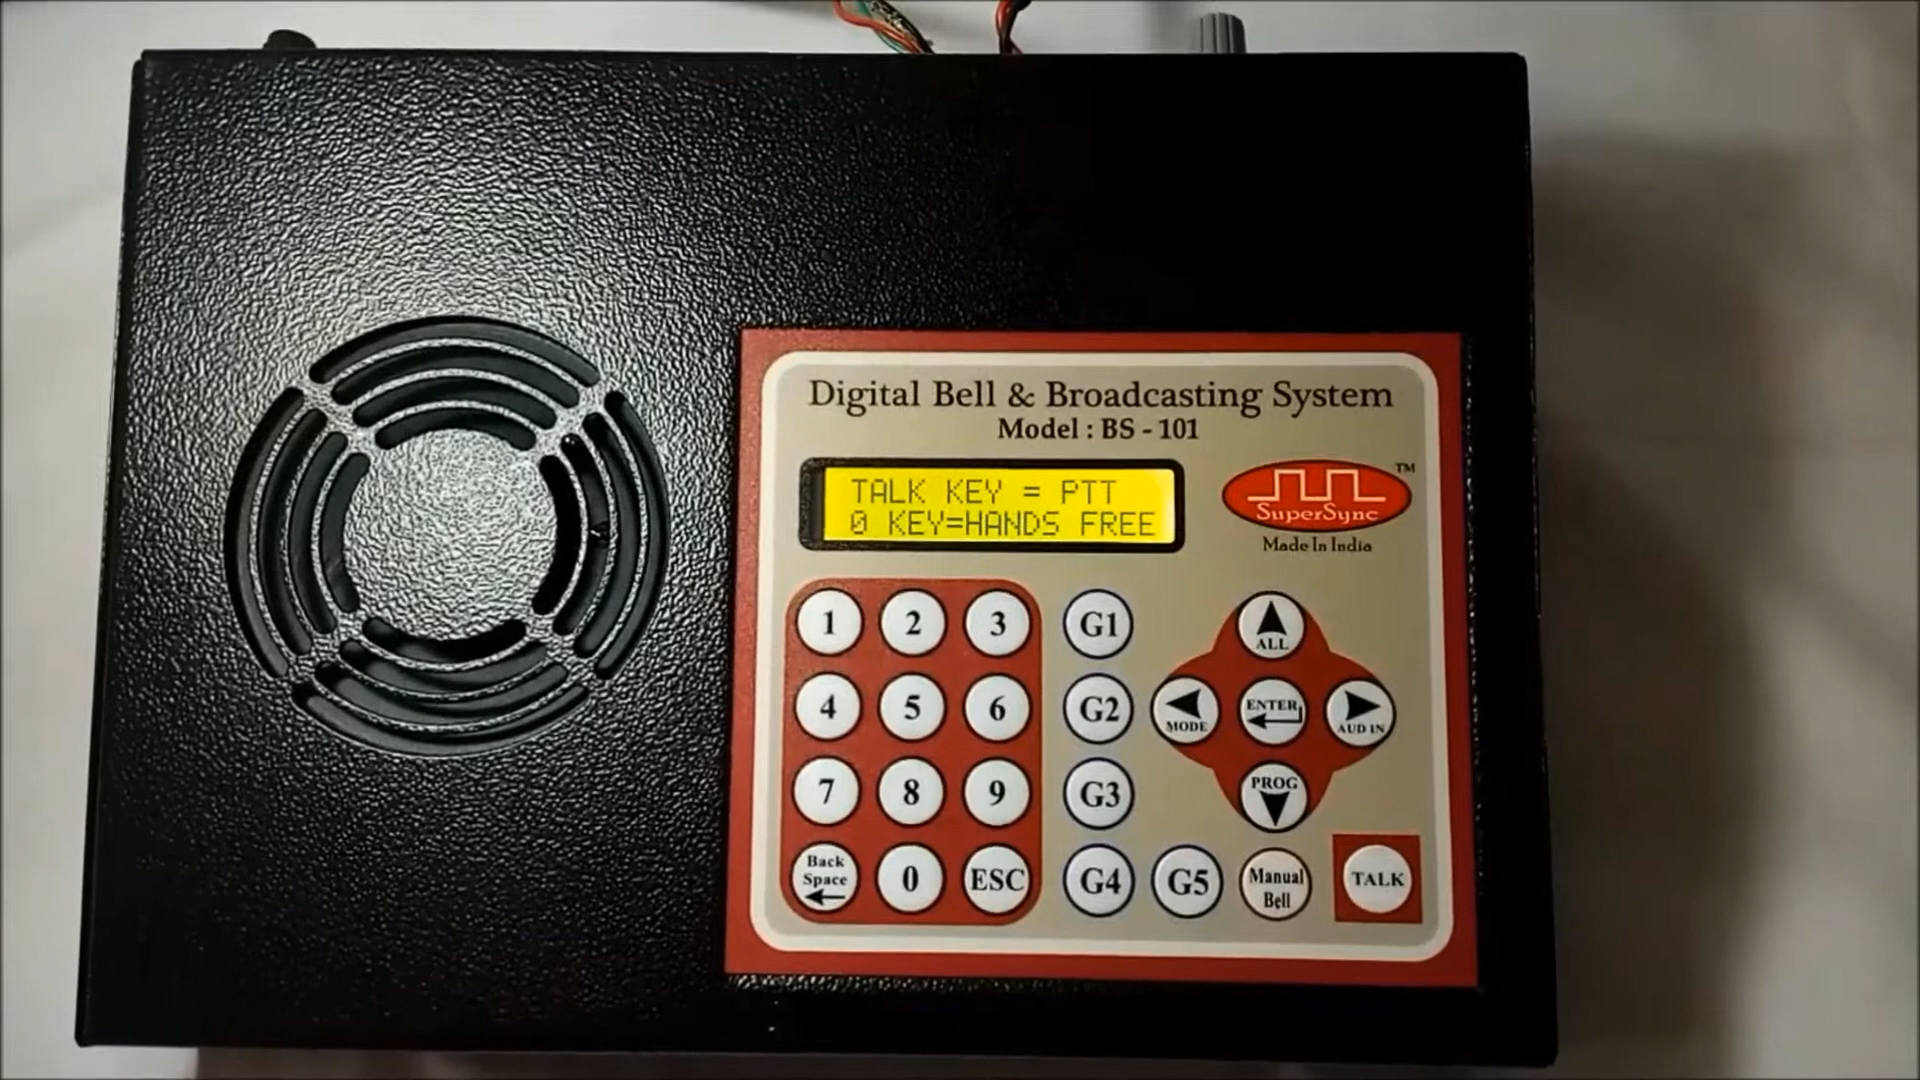 Digital Bell & Broadcasting System
Model : BS - 101
TALK KEY = PTT
0 KEY=HANDS FREE
TM
SuperSync
Made In India
1 2 3 G1
ALL
4 5 6 G2
MODE
ENTER
AUD IN
7 8 9 G3
PROG
Back
Space
0 ESC G4 G5
Manual
Bell
TALK